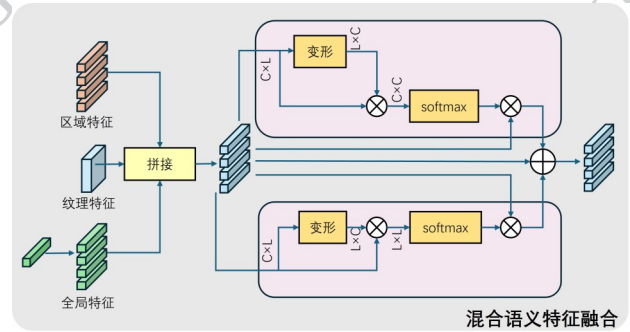 区域特征
纹理特征
全局特征
拼接
C×L
变形
L×C
C×C
softmax
C×L
变形
L×C
L×L
softmax
混合语义特征融合